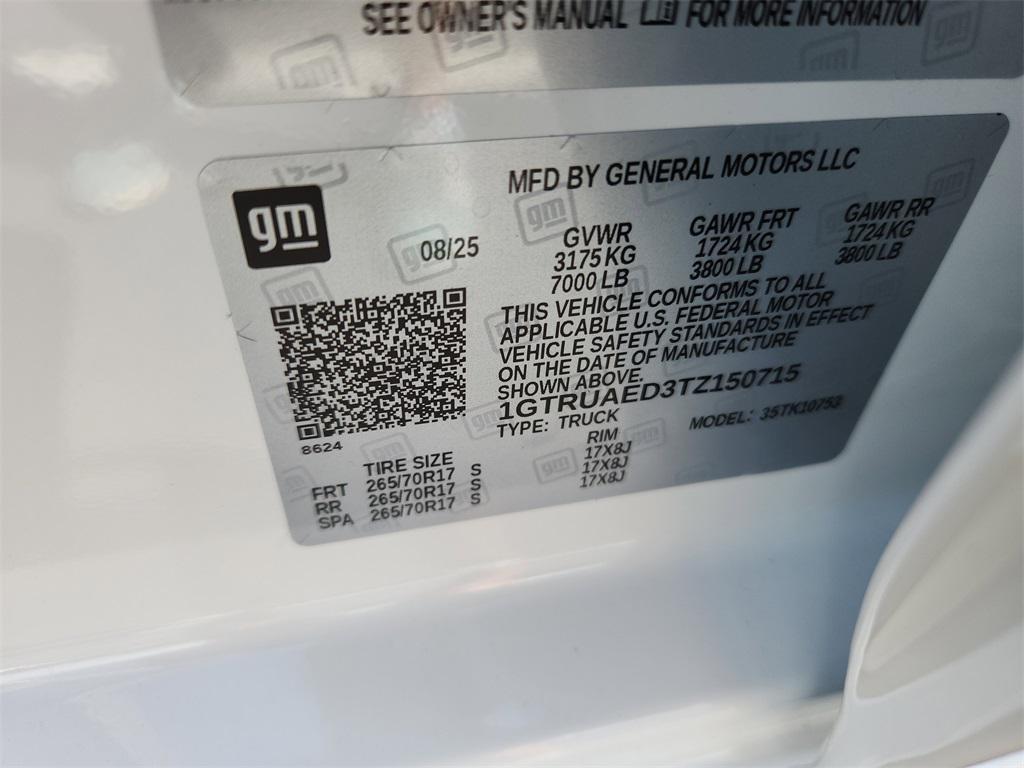 SEE OWNER'S MANUAL FOR MORE INFORMATION
MFD BY GENERAL MOTORS LLC
gm
08/25
GVWR GAWR FRT GAWR RR
3175 KG 1724 KG 1724 KG
7000 LB 3800 LB 3800 LB
THIS VEHICLE CONFORMS TO ALL
APPLICABLE U.S. FEDERAL MOTOR
VEHICLE SAFETY STANDARDS IN EFFECT
ON THE DATE OF MANUFACTURE
SHOWN ABOVE.
1GTRUAED3TZ150715
TYPE: TRUCK MODEL: 35TK10753
8624
TIRE SIZE RIM
FRT 265/70R17 S 17X8J
RR 265/70R17 S 17X8J
SPA 265/70R17 S 17X8J